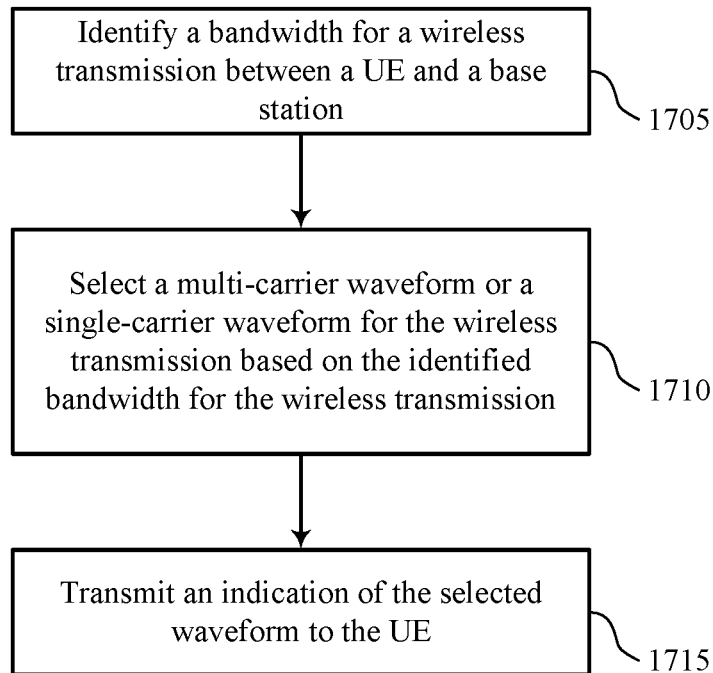 Identify a bandwidth for a wireless
transmission between a UE and a base
station
1705
Select a multi-carrier waveform or a
single-carrier waveform for the wireless
transmission based on the identified
bandwidth for the wireless transmission
1710
Transmit an indication of the selected
waveform to the UE
1715